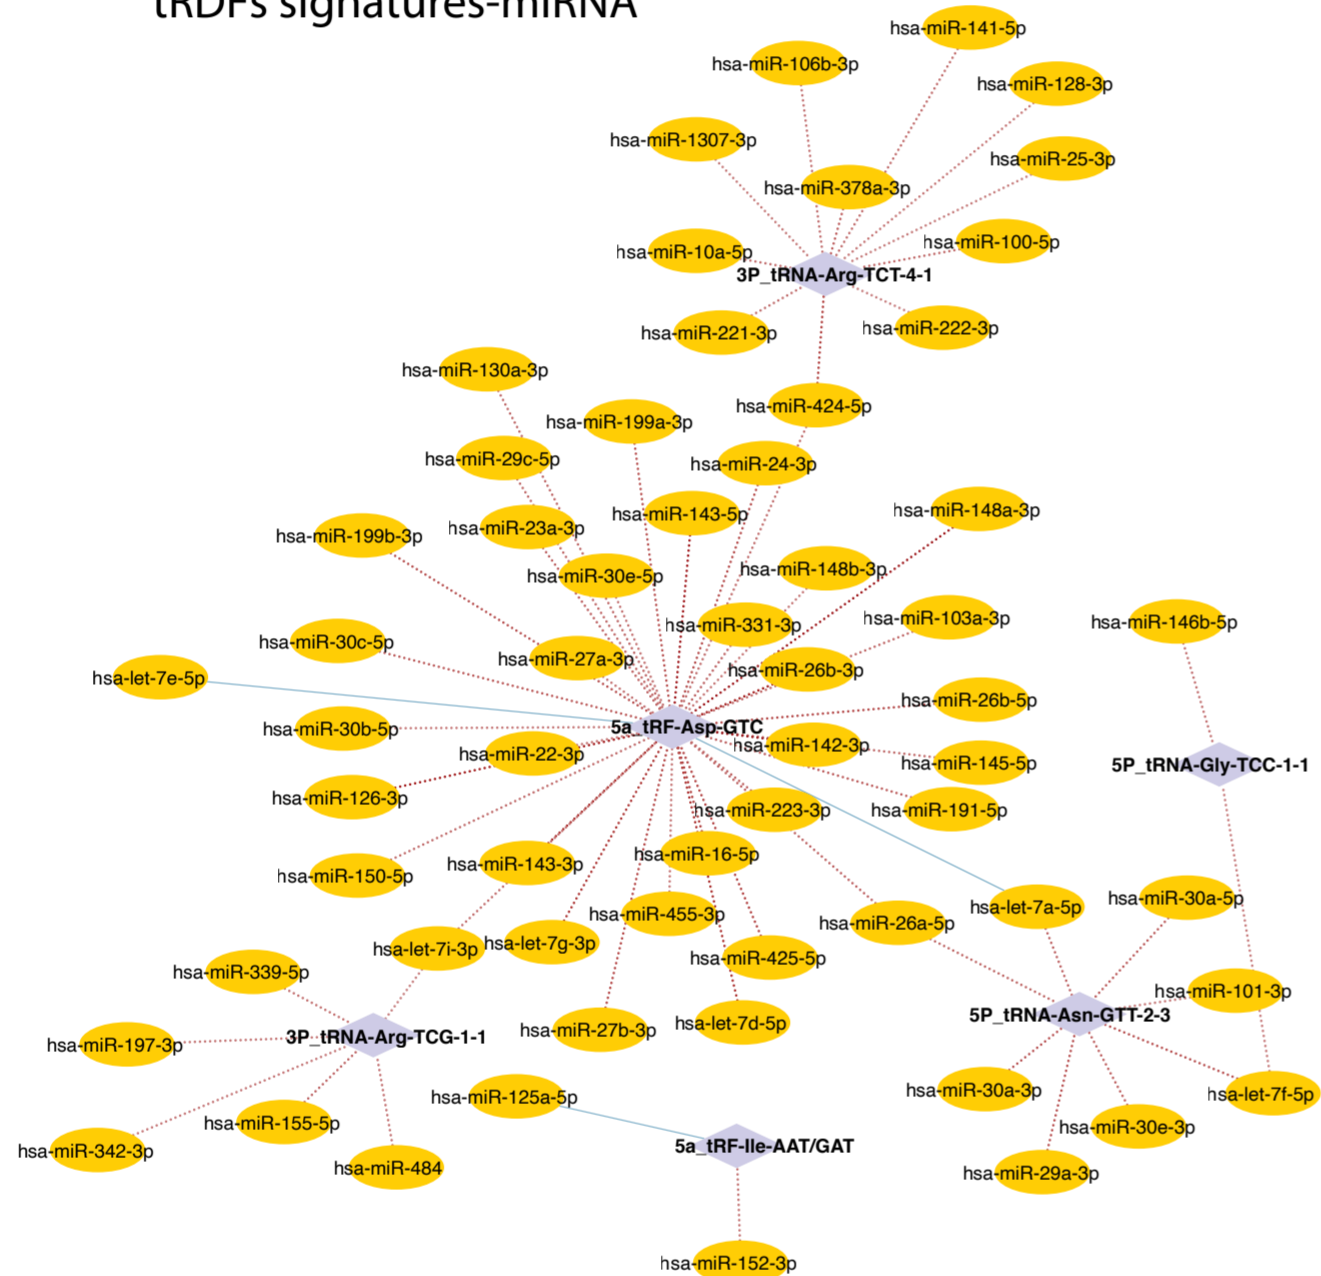 tRDFs signatures-miRNA
hsa-miR-141-5p
hsa-miR-106b-3p
hsa-miR-128-3p
hsa-miR-1307-3p
hsa-miR-25-3p
hsa-miR-378a-3p
hsa-miR-100-5p
hsa-miR-10a-5p
3P_tRNA-Arg-TCT-4-1
hsa-miR-222-3p
hsa-miR-221-3p
hsa-miR-130a-3p
hsa-miR-424-5p
hsa-miR-199a-3p
hsa-miR-29c-5p
hsa-miR-24-3p
hsa-miR-148a-3p
hsa-miR-143-5p
hsa-miR-23a-3p
hsa-miR-199b-3p
hsa-miR-148b-3p
hsa-miR-30e-5p
hsa-miR-103a-3p
hsa-miR-146b-5p
hsa-miR-331-3p
hsa-miR-30c-5p
hsa-miR-27a-3p
hsa-miR-26b-3p
hsa-let-7e-5p
hsa-miR-26b-5p
5a_tRF-Asp-GTC
hsa-miR-30b-5p
hsa-miR-142-3p
hsa-miR-22-3p
hsa-miR-145-5p
5P_tRNA-Gly-TCC-1-1
hsa-miR-126-3p
hsa-miR-223-3p
hsa-miR-191-5p
hsa-miR-16-5p
hsa-miR-143-3p
hsa-miR-150-5p
hsa-miR-30a-5p
hsa-let-7a-5p
hsa-miR-455-3p
hsa-miR-26a-5p
hsa-let-7g-3p
hsa-let-7i-3p
hsa-miR-425-5p
hsa-miR-339-5p
hsa-miR-101-3p
5P_tRNA-Asn-GTT-2-3
hsa-let-7d-5p
hsa-miR-27b-3p
3P_tRNA-Arg-TCG-1-1
hsa-miR-197-3p
hsa-miR-30a-3p
hsa-let-7f-5p
hsa-miR-125a-5p
hsa-miR-155-5p
hsa-miR-30e-3p
5a_tRF-Ile-AAT/GAT
hsa-miR-342-3p
hsa-miR-484
hsa-miR-29a-3p
hsa-miR-152-3p